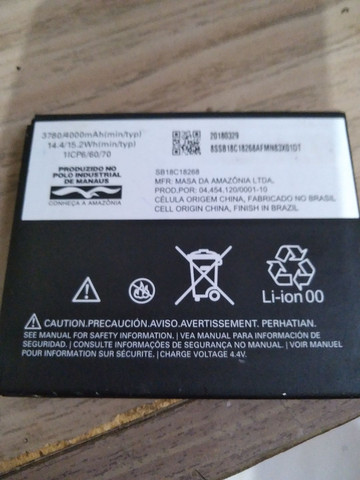 3780/4000mAh(min/typ)
14.4/15.2Wh(min/typ)
1ICP6/60/70
PRODUZIDO NO
POLO INDUSTRIAL
DE MANAUS
CONHEÇA A AMAZÔNIA
20180329
SB18C18268
MFR: MASA DA AMAZÔNIA LTDA.
PROD.POR: 04.454.120/0001-10
CÉLULA ORIGEM CHINA, FABRICADO NO BRASIL
CELL ORIGIN CHINA, FINISH IN BRAZIL
Li-ion 00
CAUTION.PRECAUCIÓN.AVISO.AVERTISSEMENT. PERHATIAN.
SEE MANUAL FOR SAFETY INFORMATION. | VEA MANUAL PARA INFORMACIÓN DE
SEGURIDAD. | CONSULTE INFORMAÇÕES DE SEGURANÇA NO MANUAL. | MANUEL POUR
INFORMATION SUR SÉCURITÉ. | CHARGE VOLTAGE 4.4V.